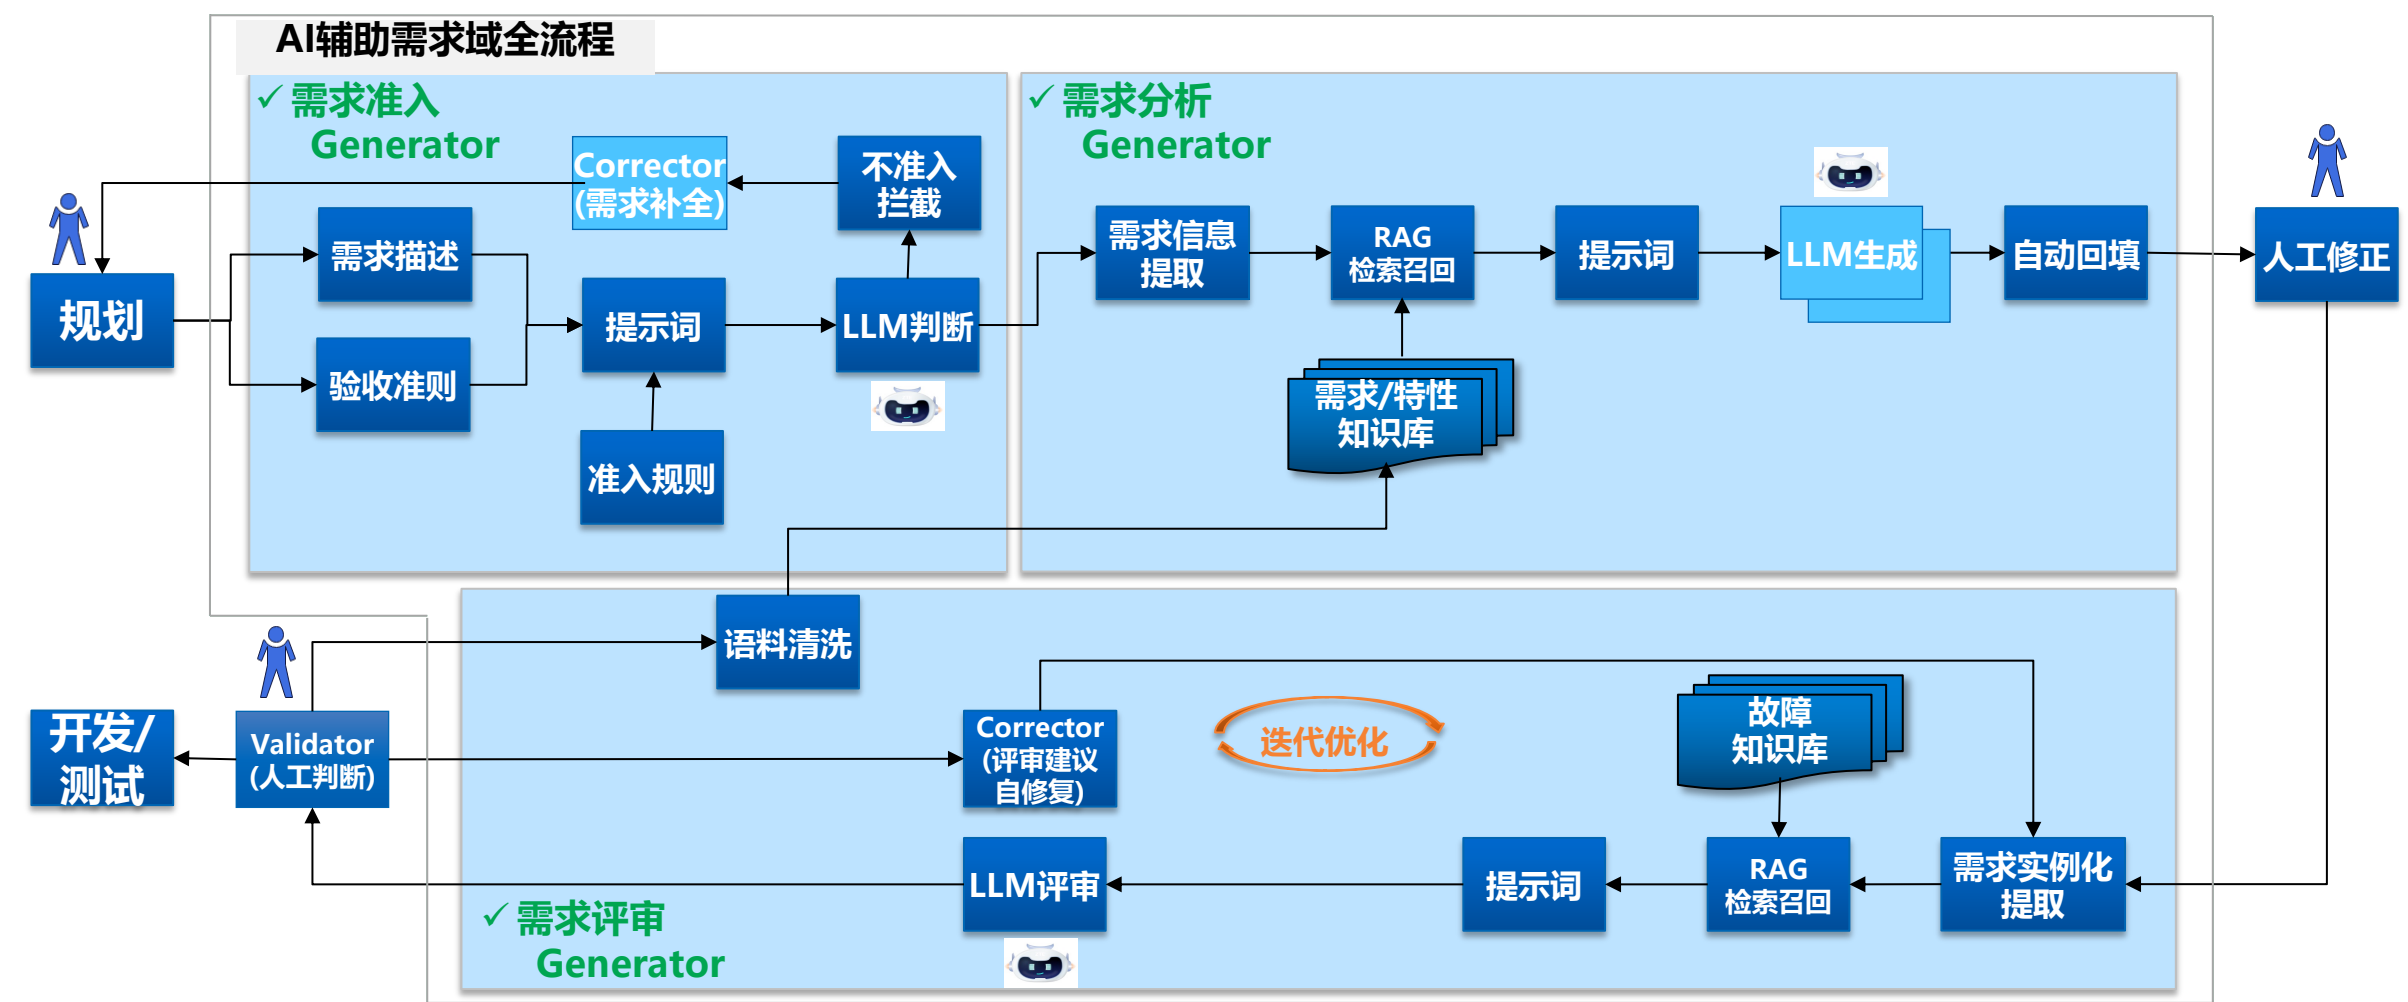 AI辅助需求域全流程
✓ 需求准入
Generator
Corrector
(需求补全)
不准入
拦截
规划
需求描述
验收准则
提示词
LLM判断
准入规则
✓ 需求分析
Generator
需求信息
提取
RAG
检索召回
提示词
LLM生成
自动回填
人工修正
需求/特性
知识库
语料清洗
开发/
测试
Validator
(人工判断)
Corrector
(评审建议
自修复)
迭代优化
故障
知识库
LLM评审
提示词
RAG
检索召回
需求实例化
提取
✓ 需求评审
Generator